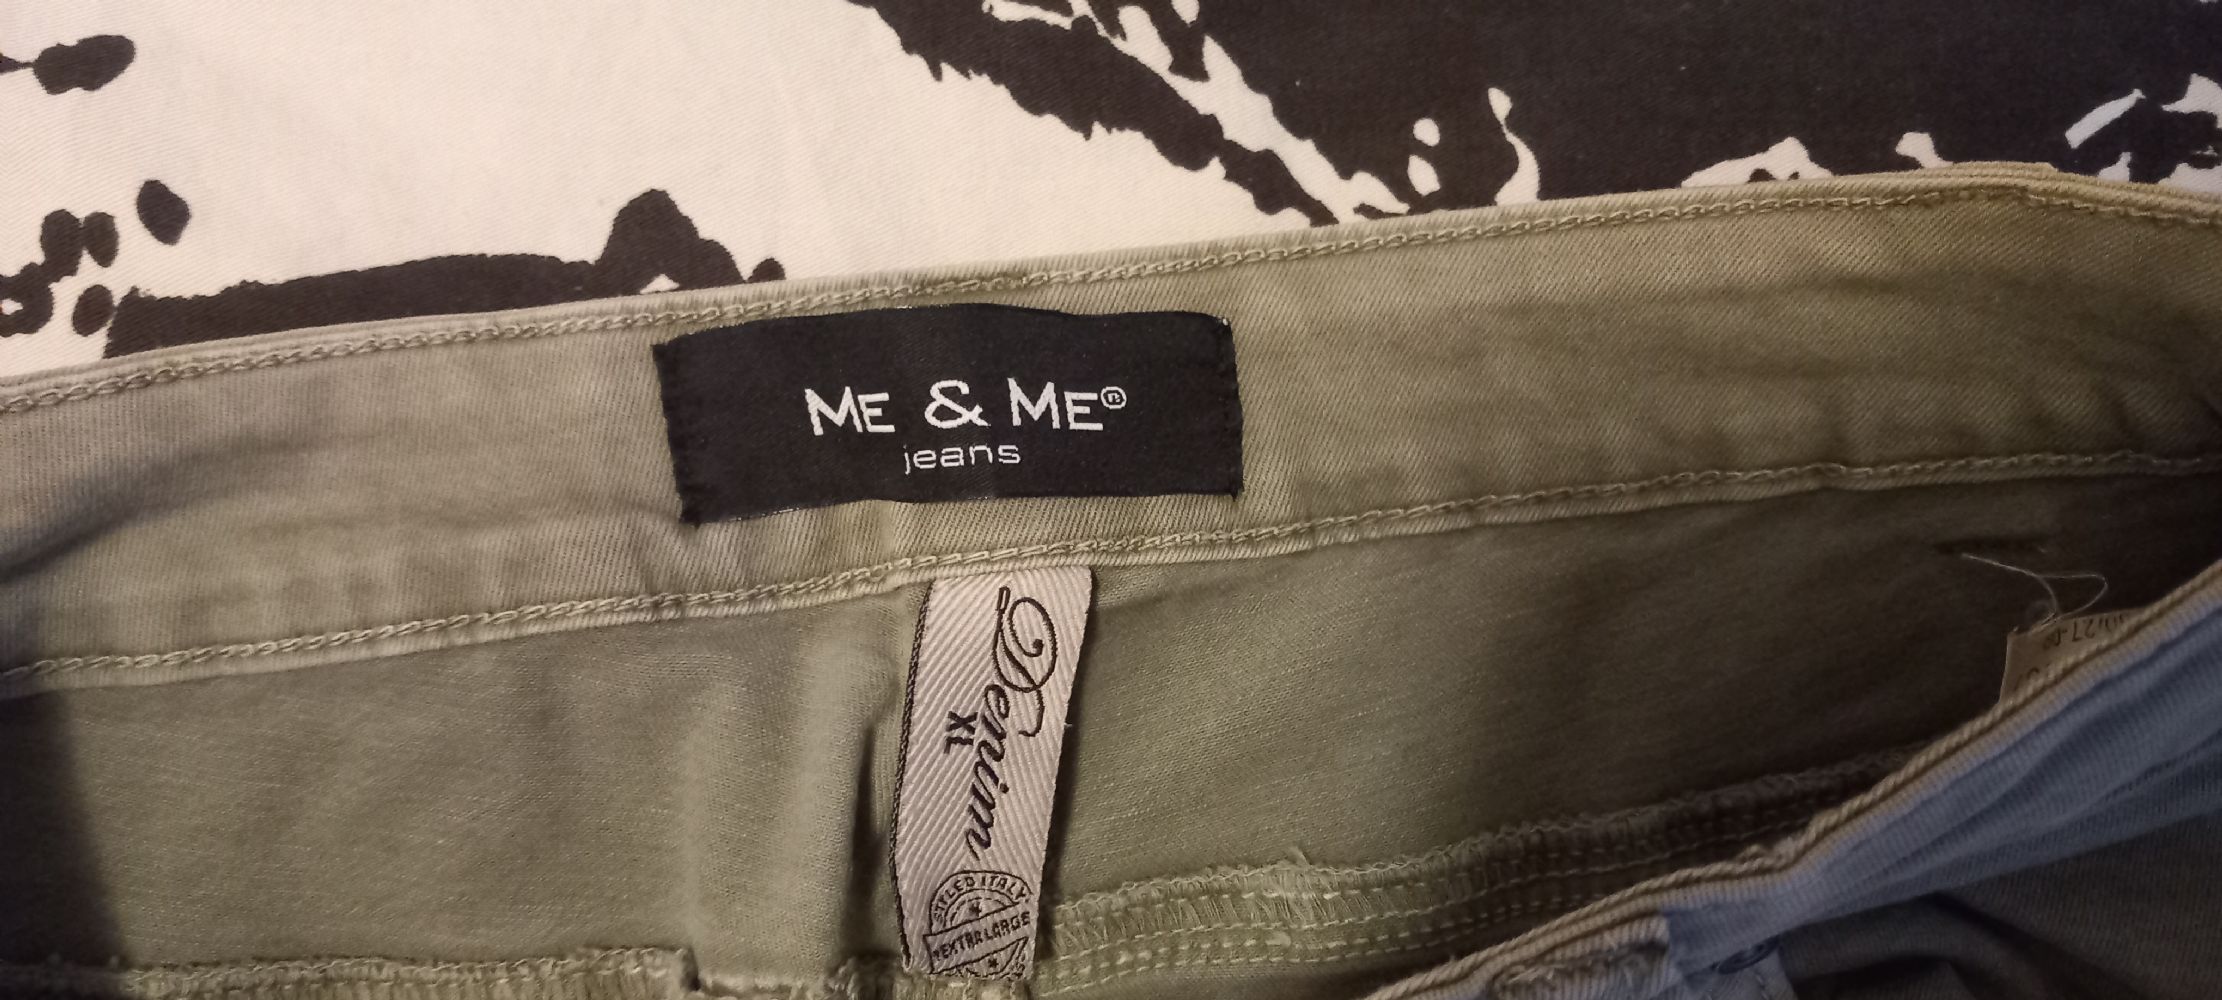 ME & ME®
jeans
Denim
XL
STYLED ITALY
EXTRA LARGE